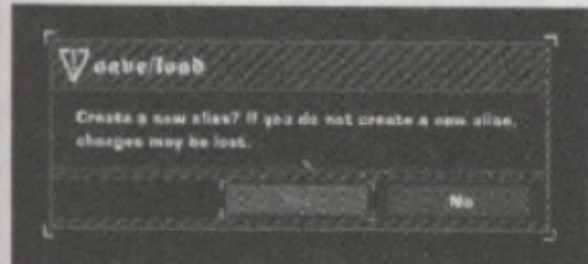 save/load
Create a new alias? If you do not create a new alias,
changes may be lost.
No